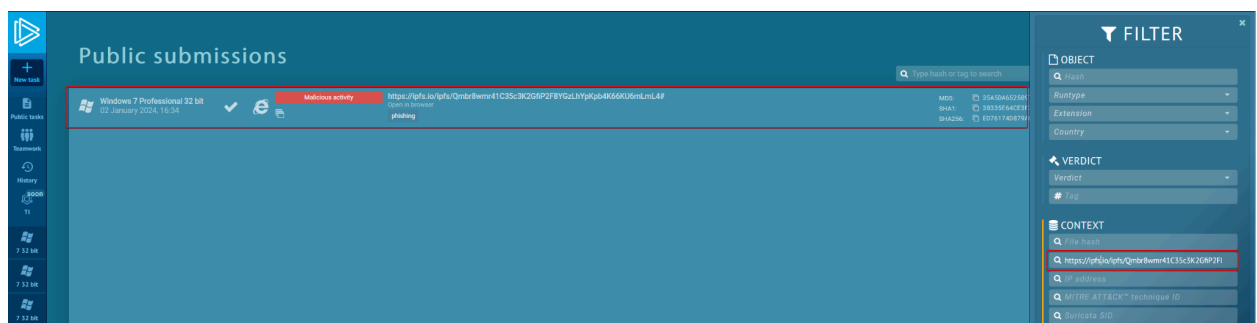 New task
Public tasks
Teamwork
History
soon
TI
7 32 bit
7 32 bit
7 32 bit
Public submissions
Type hash or tag to search
Windows 7 Professional 32 bit
02 January 2024, 16:34
Malicious activity
https://ipfs.io/ipfs/Qmbr8wmr41C35c3K2GfiP2F8YGzLhYpKpb4K66KU6mLmL4#
Open in browser
phishing
MD5:
SHA1:
SHA256:
FILTER
OBJECT
Hash
Runtype
Extension
Country
VERDICT
Verdict
# Tag
CONTEXT
File hash
https://ipfs.io/ipfs/Qmbr8wmr41C35c3K2GfiP2F
IP address
MITRE ATT&CK™ technique ID
Suricata SID